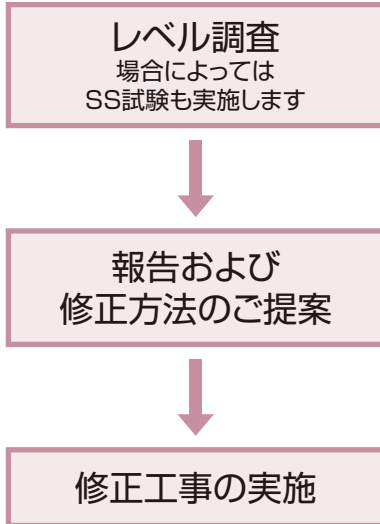 レベル調査
場合によっては
SS試験も実施します
報告および
修正方法のご提案
修正工事の実施